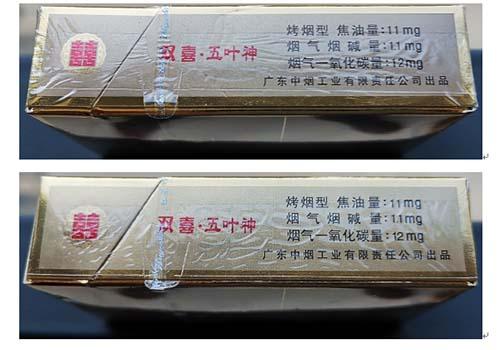 囍
双喜·五叶神
烤烟型 焦油量:11mg
烟气烟碱量:1.1mg
烟气一氧化碳量:12mg
广东中烟工业有限责任公司出品
囍
双喜·五叶神
烤烟型 焦油量:11mg
烟气烟碱量:1.1mg
烟气一氧化碳量:12mg
广东中烟工业有限责任公司出品